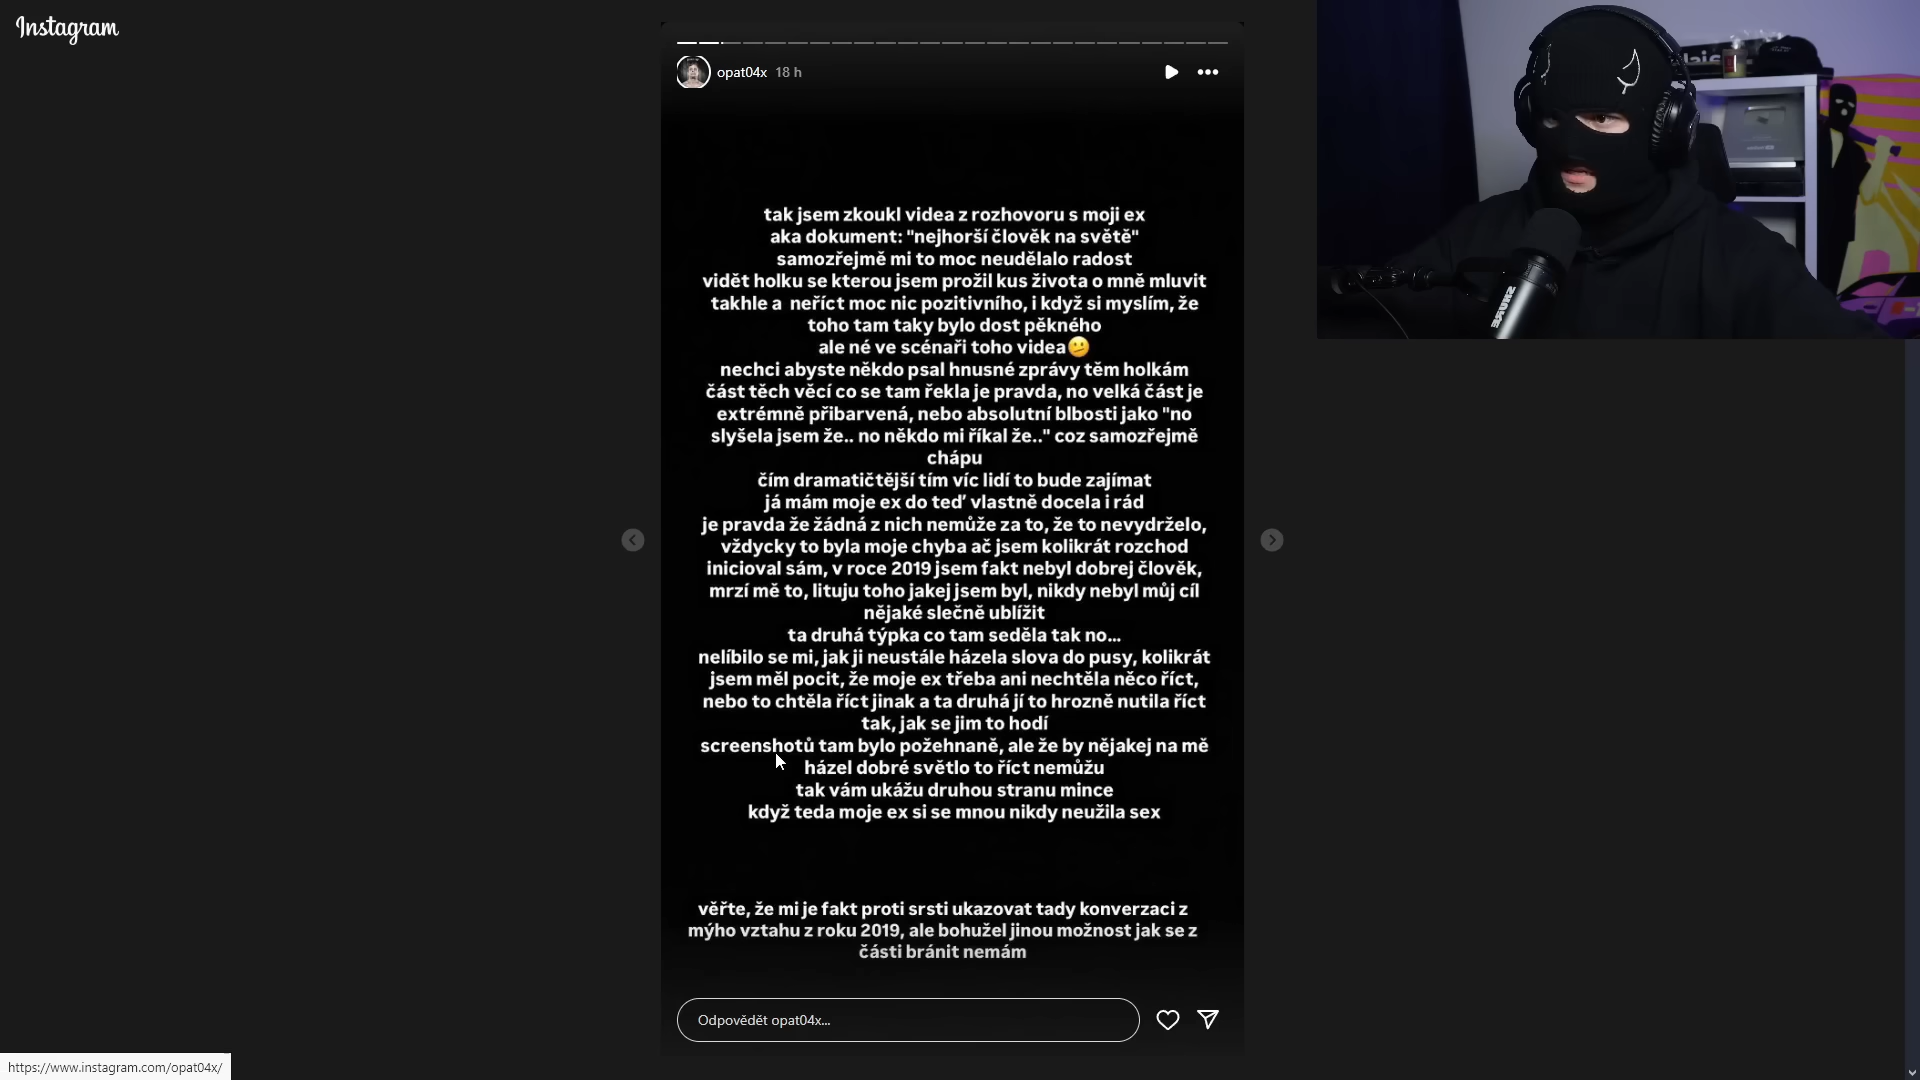 Instagram
opat04x 18 h
tak jsem zkoukl videa z rozhovoru s moji ex
aka dokument: "nejhorší člověk na světě"
samozřejmě mi to moc neudělalo radost
vidět holku se kterou jsem prožil kus života o mně mluvit
takhle a  neříct moc nic pozitivního, i když si myslím, že
toho tam taky bylo dost pěkného
ale né ve scénaři toho videa🫤
nechci abyste někdo psal hnusné zprávy těm holkám
část těch věcí co se tam řekla je pravda, no velká část je
extrémně přibarvená, nebo absolutní blbosti jako "no
slyšela jsem že.. no někdo mi říkal že.." coz samozřejmě
chápu
čím dramatičtější tím víc lidí to bude zajímat
já mám moje ex do teď vlastně docela i rád
je pravda že žádná z nich nemůže za to, že to nevydrželo,
vždycky to byla moje chyba ač jsem kolikrát rozchod
inicioval sám, v roce 2019 jsem fakt nebyl dobrej člověk,
mrzí mě to, lituju toho jakej jsem byl, nikdy nebyl můj cíl
nějaké slečně ublížit
ta druhá týpka co tam seděla tak no...
nelíbilo se mi, jak ji neustále házela slova do pusy, kolikrát
jsem měl pocit, že moje ex třeba ani nechtěla něco říct,
nebo to chtěla říct jinak a ta druhá jí to hrozně nutila říct
tak, jak se jim to hodí
screenshotů tam bylo požehnaně, ale že by nějakej na mě
házel dobré světlo to říct nemůžu
tak vám ukážu druhou stranu mince
když teda moje ex si se mnou nikdy neužila sex
věřte, že mi je fakt proti srsti ukazovat tady konverzaci z
mýho vztahu z roku 2019, ale bohužel jinou možnost jak se z
části bránit nemám
Odpovědět opat04x...
https://www.instagram.com/opat04x/
SHURE